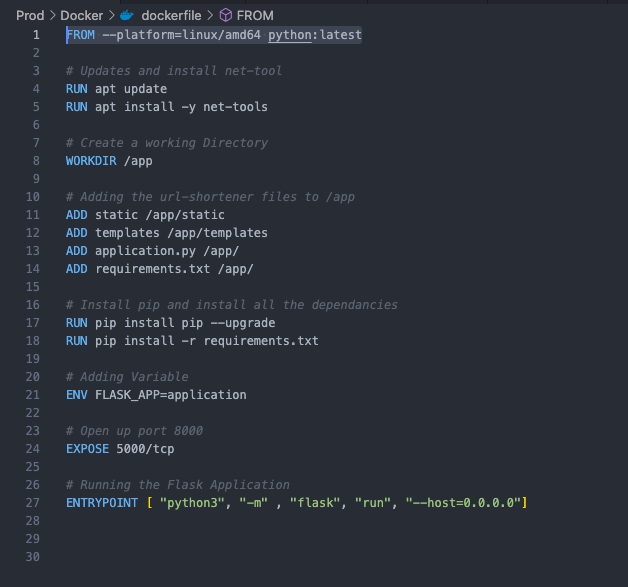 Prod > Docker > dockerfile > FROM
1 FROM --platform=linux/amd64 python:latest
2
3 # Updates and install net-tool
4 RUN apt update
5 RUN apt install -y net-tools
6
7 # Create a working Directory
8 WORKDIR /app
9
10 # Adding the url-shortener files to /app
11 ADD static /app/static
12 ADD templates /app/templates
13 ADD application.py /app/
14 ADD requirements.txt /app/
15
16 # Install pip and install all the dependancies
17 RUN pip install pip --upgrade
18 RUN pip install -r requirements.txt
19
20 # Adding Variable
21 ENV FLASK_APP=application
22
23 # Open up port 8000
24 EXPOSE 5000/tcp
25
26 # Running the Flask Application
27 ENTRYPOINT [ "python3", "-m" , "flask", "run", "--host=0.0.0.0"]
28
29
30